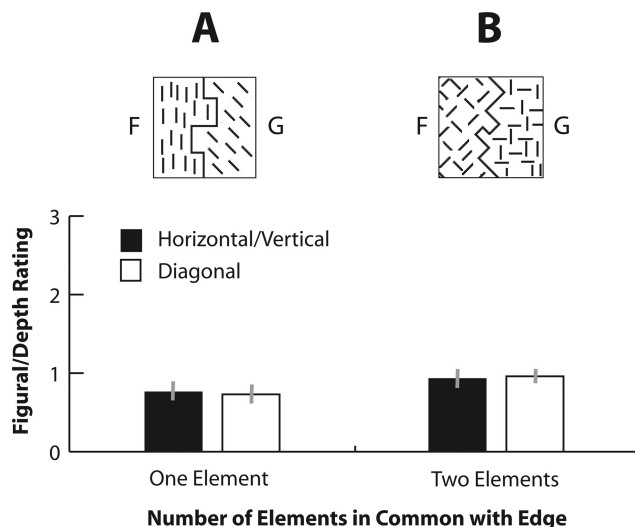 A
B
F
G
F
G
3
2
1
0
Figural/Depth Rating
Horizontal/Vertical
Diagonal
One Element
Two Elements
Number of Elements in Common with Edge